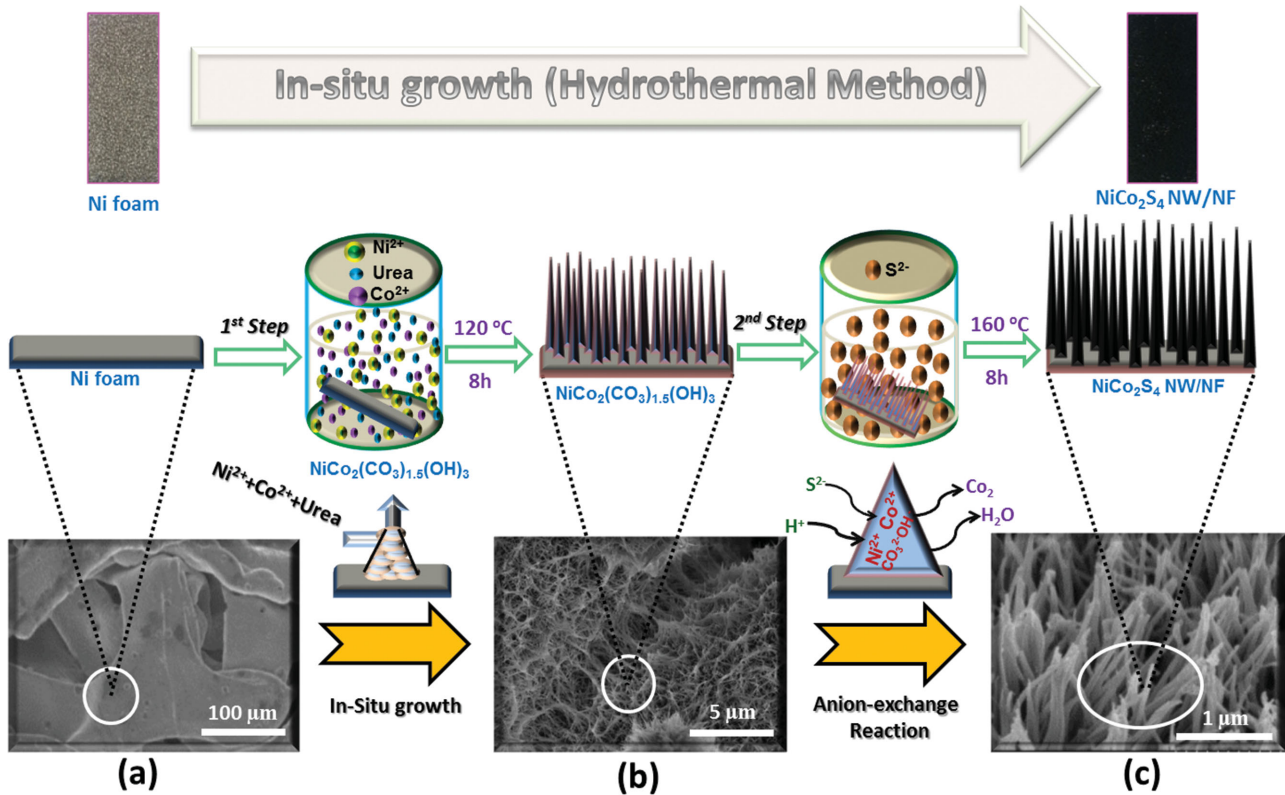 In-situ growth (Hydrothermal Method)
Ni foam
NiCo₂S₄ NW/NF
Ni²⁺
Urea
Co²⁺
S²⁻
1ˢᵗ Step
120 ºC
8h
2ⁿᵈ Step
160 ºC
8h
Ni foam
NiCo₂(CO₃)₁.₅(OH)₃
NiCo₂(CO₃)₁.₅(OH)₃
NiCo₂S₄ NW/NF
Ni²⁺+Co²⁺+Urea
S²⁻
H⁺
Ni²⁺ Co²⁺
CO₃²⁻OH
Co₂
H₂O
100 μm
In-Situ growth
5 μm
Anion-exchange
Reaction
1 μm
(a)
(b)
(c)